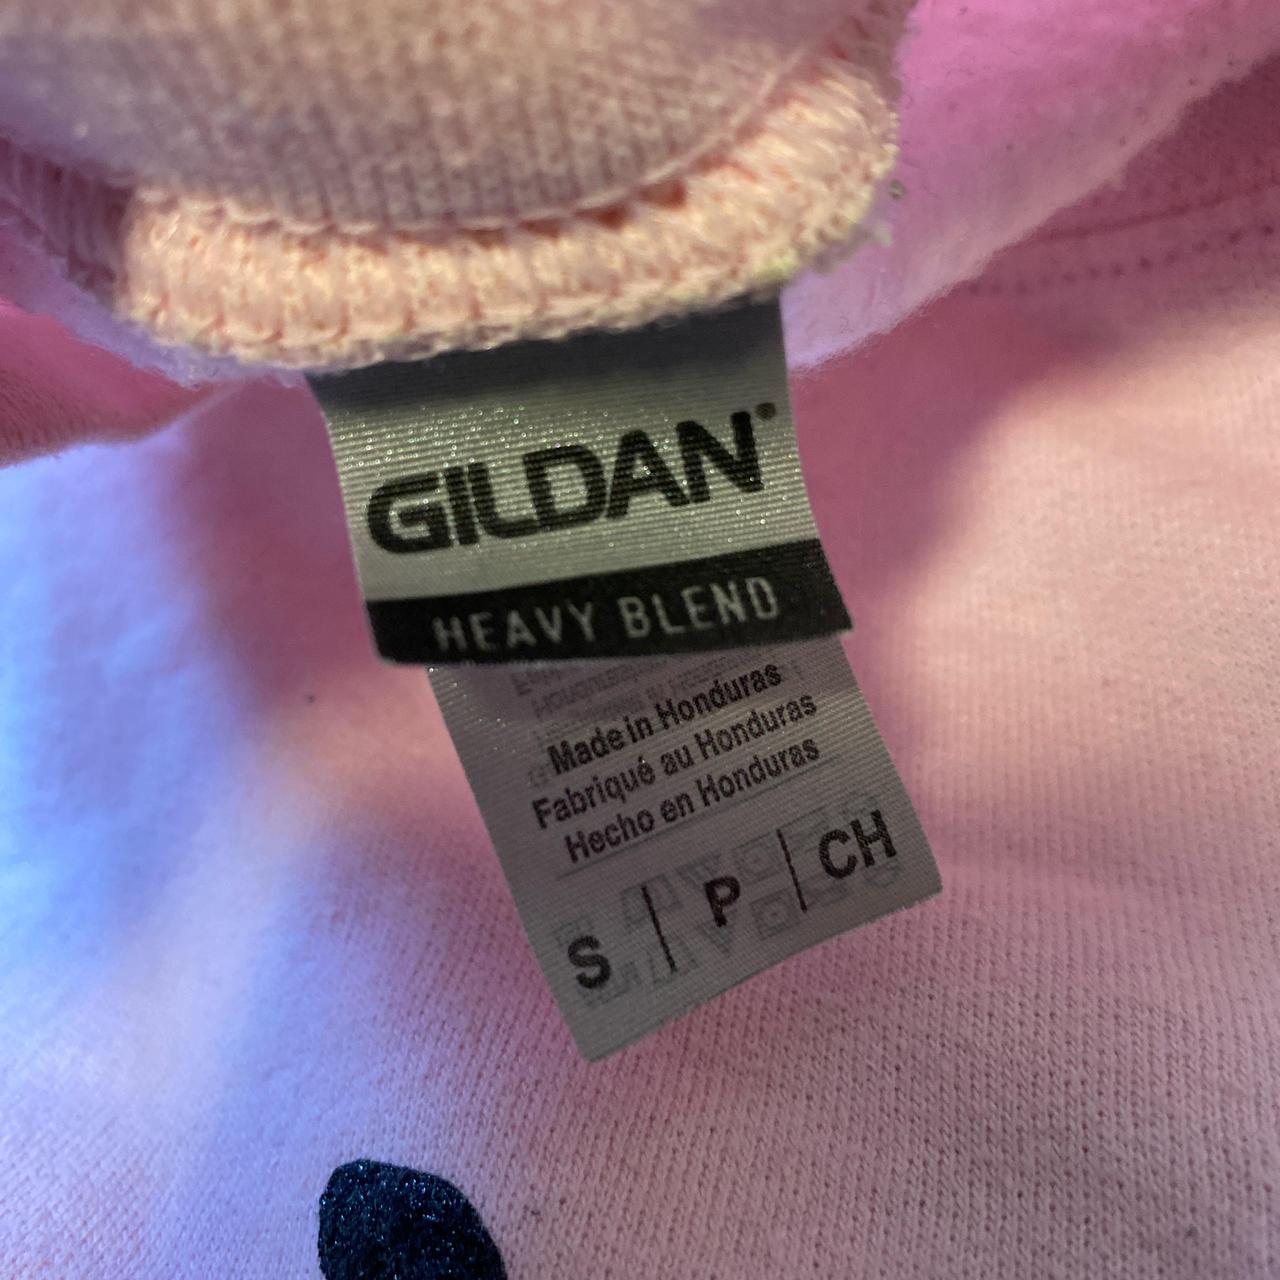 GILDAN®
HEAVY BLEND
Made in Honduras
Fabriqué au Honduras
Hecho en Honduras
S | P | CH